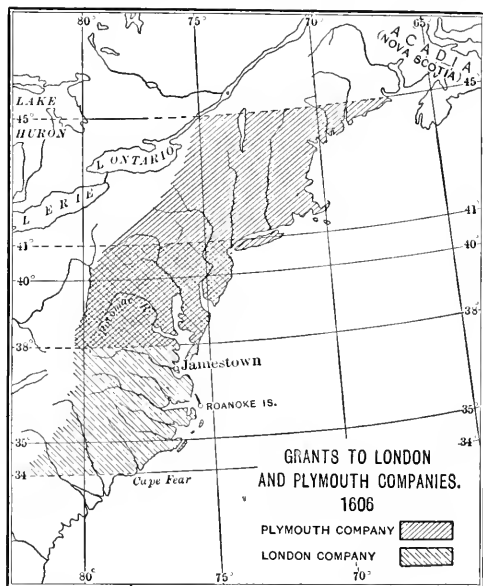 80°
75°
70°
65
ACADIA
(NOVA SCOTIA)
LAKE
HURON
45°
45°
L. ONTARIO
L. ERIE
41°
41°
40°
40°
Potomac R.
38°
38°
Jamestown
ROANOKE IS.
35°
35°
34°
34°
Cape Fear
GRANTS TO LONDON
AND PLYMOUTH COMPANIES.
1606
PLYMOUTH COMPANY
LONDON COMPANY
80°
75°
70°